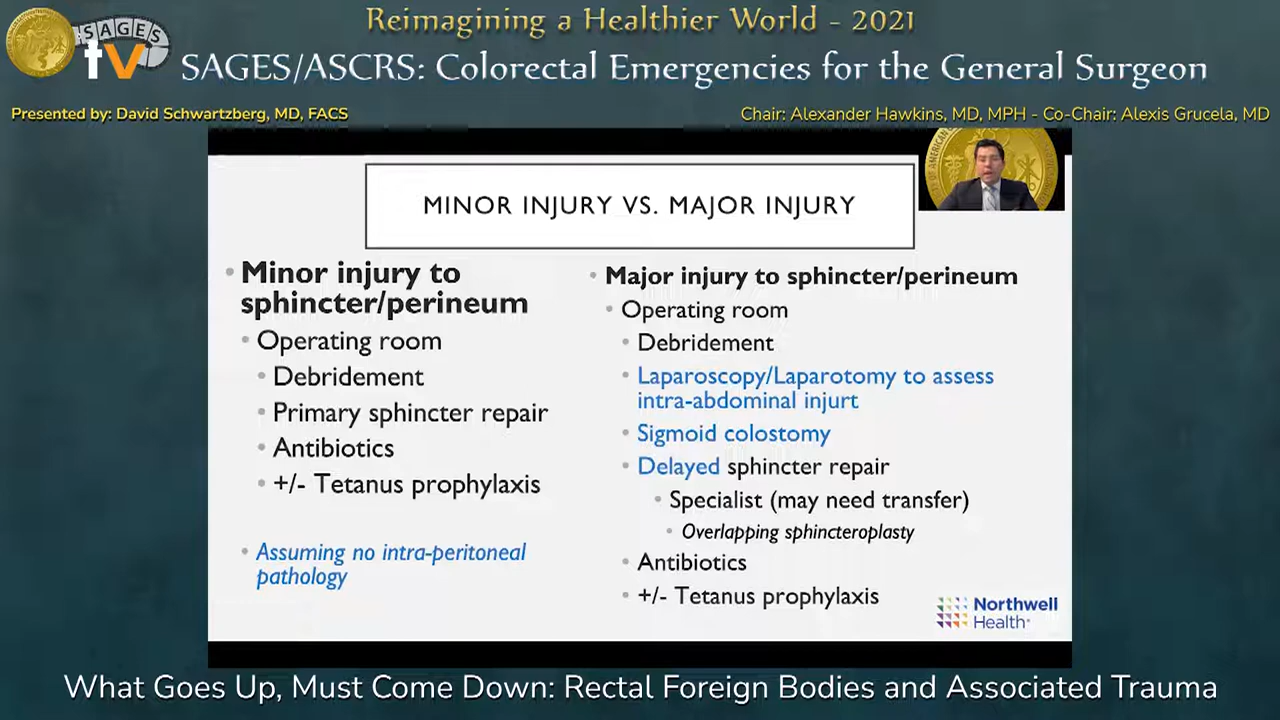 Reimagining a Healthier World - 2021
SAGES
tv
SAGES/ASCRS: Colorectal Emergencies for the General Surgeon
Presented by: David Schwartzberg, MD, FACS
Chair: Alexander Hawkins, MD, MPH - Co-Chair: Alexis Grucela, MD
MINOR INJURY VS. MAJOR INJURY
• Minor injury to
sphincter/perineum
• Operating room
• Debridement
• Primary sphincter repair
• Antibiotics
• +/- Tetanus prophylaxis
• Assuming no intra-peritoneal
pathology
• Major injury to sphincter/perineum
• Operating room
• Debridement
• Laparoscopy/Laparotomy to assess
intra-abdominal injurt
• Sigmoid colostomy
• Delayed sphincter repair
• Specialist (may need transfer)
• Overlapping sphincteroplasty
• Antibiotics
• +/- Tetanus prophylaxis
Northwell
Health
What Goes Up, Must Come Down: Rectal Foreign Bodies and Associated Trauma